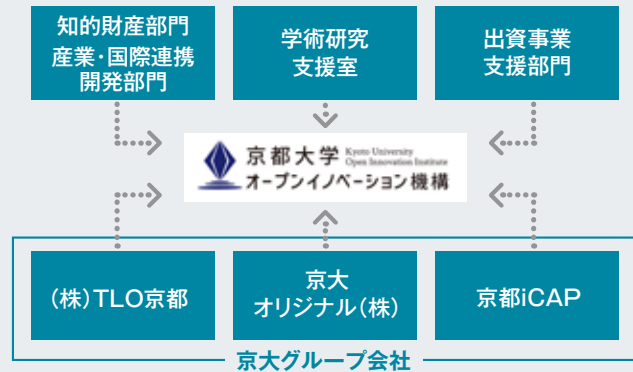 知的財産部門
産業・国際連携
開発部門
学術研究
支援室
出資事業
支援部門
京都大学 Kyoto University
Open Innovation Institute
オープンイノベーション機構
(株)TLO京都
京大
オリジナル(株)
京都iCAP
京大グループ会社